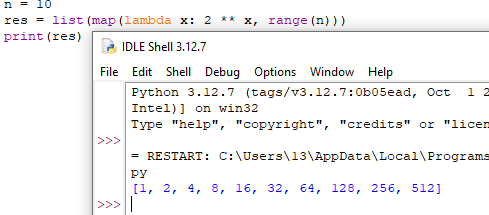 n = 10
res = list(map(lambda x: 2 ** x, range(n)))
print(res)
IDLE Shell 3.12.7
File Edit Shell Debug Options Window Help
Python 3.12.7 (tags/v3.12.7:0b05ead, Oct 1 2
Intel)] on win32
Type "help", "copyright", "credits" or "licen
>>>
= RESTART: C:\Users\13\AppData\Local\Programs
py
[1, 2, 4, 8, 16, 32, 64, 128, 256, 512]
>>>